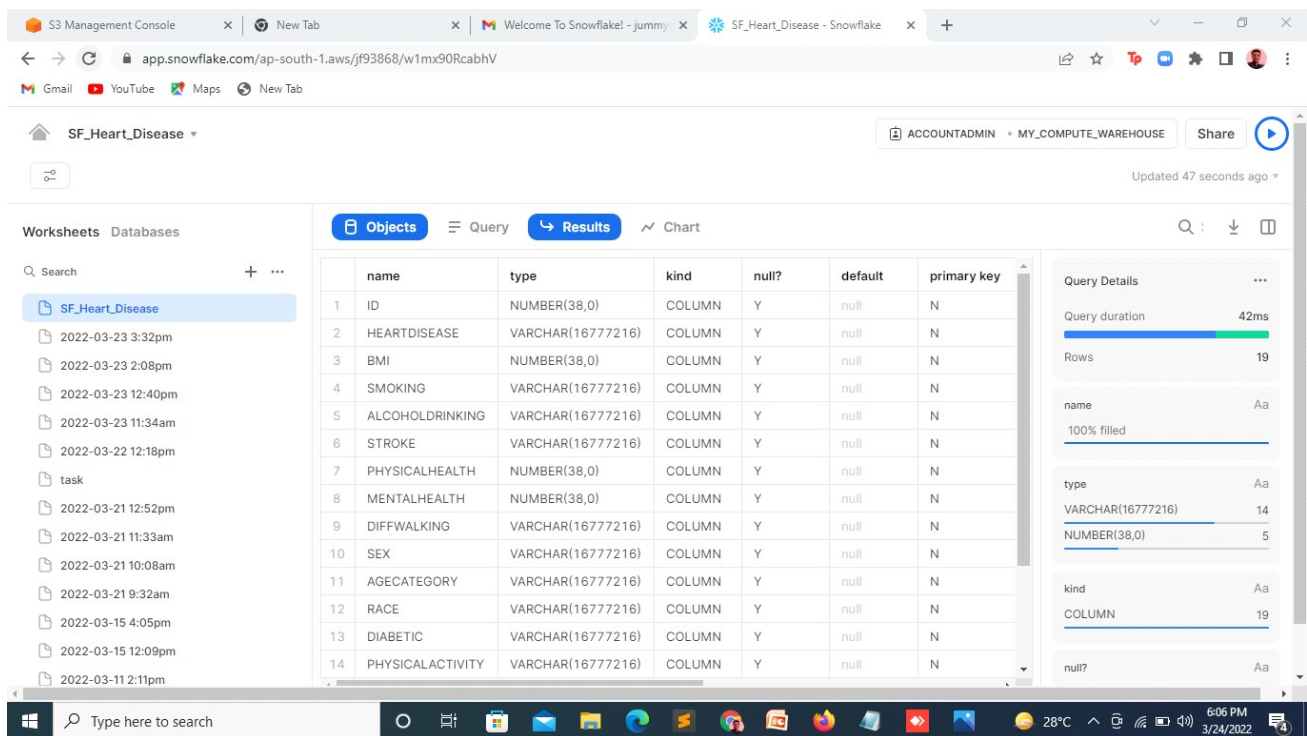 S3 Management Console
New Tab
Welcome To Snowflake! - jummy
SF_Heart_Disease - Snowflake
app.snowflake.com/ap-south-1.aws/jf93868/w1mx90RcabhV
Tp
Gmail YouTube Maps New Tab
SF_Heart_Disease
ACCOUNTADMIN MY_COMPUTE_WAREHOUSE Share
Updated 47 seconds ago
Worksheets Databases
Objects Query Results Chart
Search
SF_Heart_Disease
2022-03-23 3:32pm
2022-03-23 2:08pm
2022-03-23 12:40pm
2022-03-23 11:34am
2022-03-22 12:18pm
task
2022-03-21 12:52pm
2022-03-21 11:33am
2022-03-21 10:08am
2022-03-21 9:32am
2022-03-15 4:05pm
2022-03-15 12:09pm
2022-03-11 2:11pm
name type kind null? default primary key
1 ID NUMBER(38,0) COLUMN Y null N
2 HEARTDISEASE VARCHAR(16777216) COLUMN Y null N
3 BMI NUMBER(38,0) COLUMN Y null N
4 SMOKING VARCHAR(16777216) COLUMN Y null N
5 ALCOHOLDRINKING VARCHAR(16777216) COLUMN Y null N
6 STROKE VARCHAR(16777216) COLUMN Y null N
7 PHYSICALHEALTH NUMBER(38,0) COLUMN Y null N
8 MENTALHEALTH NUMBER(38,0) COLUMN Y null N
9 DIFFWALKING VARCHAR(16777216) COLUMN Y null N
10 SEX VARCHAR(16777216) COLUMN Y null N
11 AGECATEGORY VARCHAR(16777216) COLUMN Y null N
12 RACE VARCHAR(16777216) COLUMN Y null N
13 DIABETIC VARCHAR(16777216) COLUMN Y null N
14 PHYSICALACTIVITY VARCHAR(16777216) COLUMN Y null N
Query Details
Query duration 42ms
Rows 19
name Aa
100% filled
type Aa
VARCHAR(16777216) 14
NUMBER(38,0) 5
kind Aa
COLUMN 19
null? Aa
Type here to search
28°C
6:06 PM
3/24/2022
4